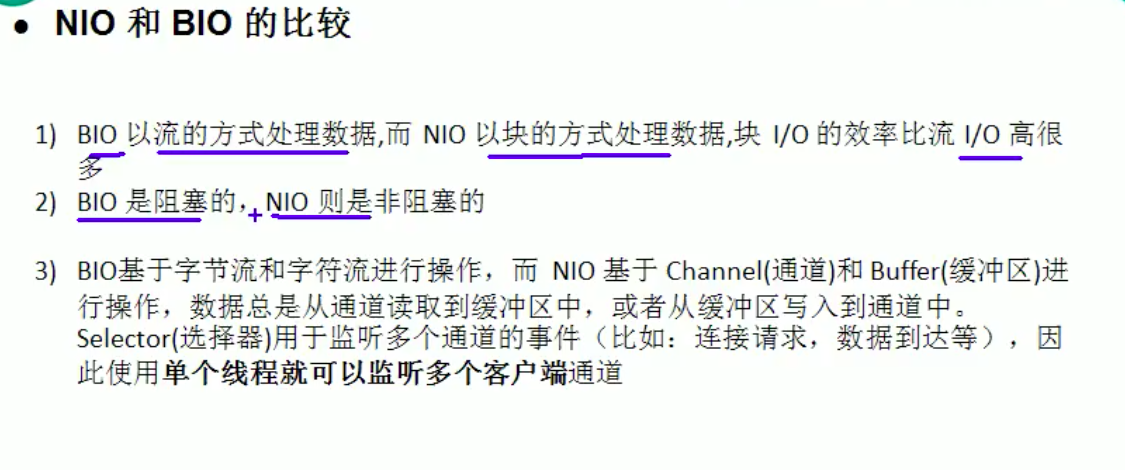 • NIO 和 BIO 的比较
1) BIO 以流的方式处理数据,而 NIO 以块的方式处理数据,块 I/O 的效率比流 I/O 高很
多
2) BIO 是阻塞的，NIO 则是非阻塞的
3) BIO基于字节流和字符流进行操作，而 NIO 基于 Channel(通道)和 Buffer(缓冲区)进
行操作，数据总是从通道读取到缓冲区中，或者从缓冲区写入到通道中。
Selector(选择器)用于监听多个通道的事件（比如：连接请求，数据到达等），因
此使用单个线程就可以监听多个客户端通道